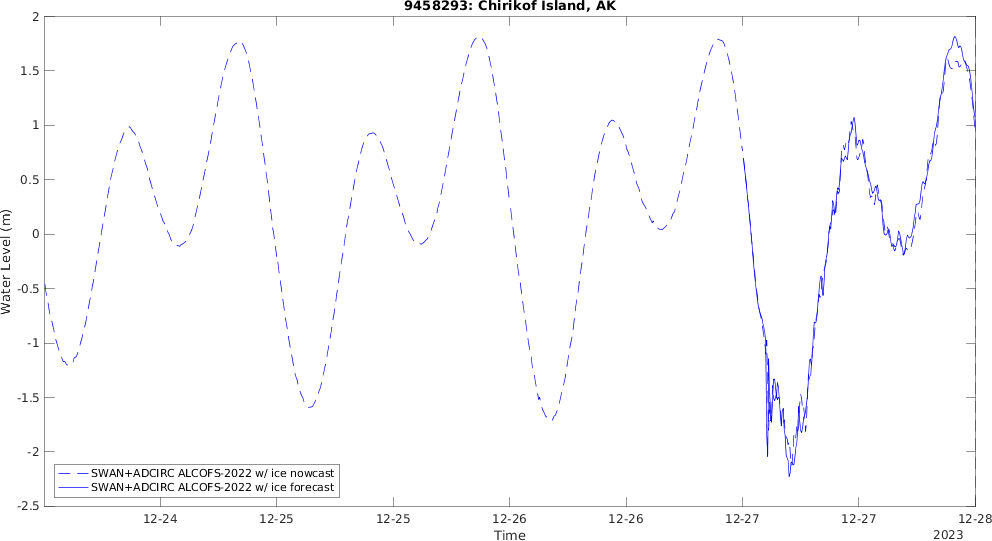 9458293: Chirikof Island, AK
2
1.5
1
0.5
0
-0.5
-1
-1.5
-2
-2.5
Water Level (m)
SWAN+ADCIRC ALCOFS-2022 w/ ice nowcast
SWAN+ADCIRC ALCOFS-2022 w/ ice forecast
12-24 12-25 12-25 12-26 12-26 12-27 12-27 12-28
Time
2023